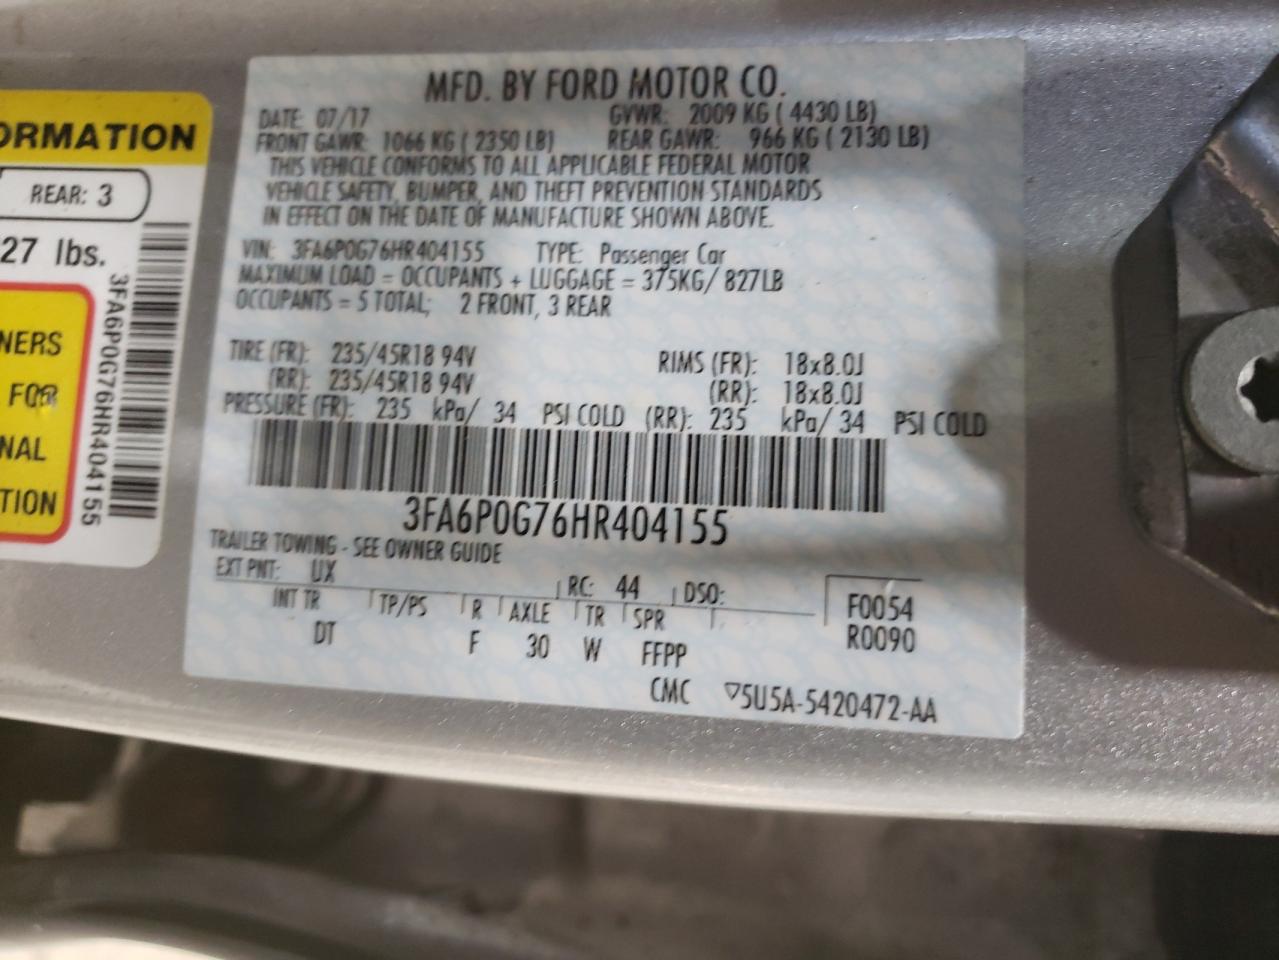 ORMATION
REAR: 3
27 lbs.
NERS
FOR
NAL
TION
3FA6P0G76HR404155
MFD. BY FORD MOTOR CO.
DATE: 07/17 GVWR: 2009 KG ( 4430 LB)
FRONT GAWR: 1066 KG ( 2350 LB) REAR GAWR: 966 KG ( 2130 LB)
THIS VEHICLE CONFORMS TO ALL APPLICABLE FEDERAL MOTOR
VEHICLE SAFETY, BUMPER, AND THEFT PREVENTION STANDARDS
IN EFFECT ON THE DATE OF MANUFACTURE SHOWN ABOVE.
VIN: 3FA6P0G76HR404155 TYPE: Passenger Car
MAXIMUM LOAD = OCCUPANTS + LUGGAGE = 375KG/ 827LB
OCCUPANTS = 5 TOTAL; 2 FRONT, 3 REAR
TIRE (FR): 235/45R18 94V RIMS (FR): 18x8.0J
(RR): 235/45R18 94V (RR): 18x8.0J
PRESSURE (FR): 235 kPa/ 34 PSI COLD (RR): 235 kPa/ 34 PSI COLD
3FA6P0G76HR404155
TRAILER TOWING - SEE OWNER GUIDE
EXT PNT: UX RC: 44 DSO:
INT TR TP/PS R AXLE TR SPR F0054
DT F 30 W FFPP R0090
CMC ▽5U5A-5420472-AA